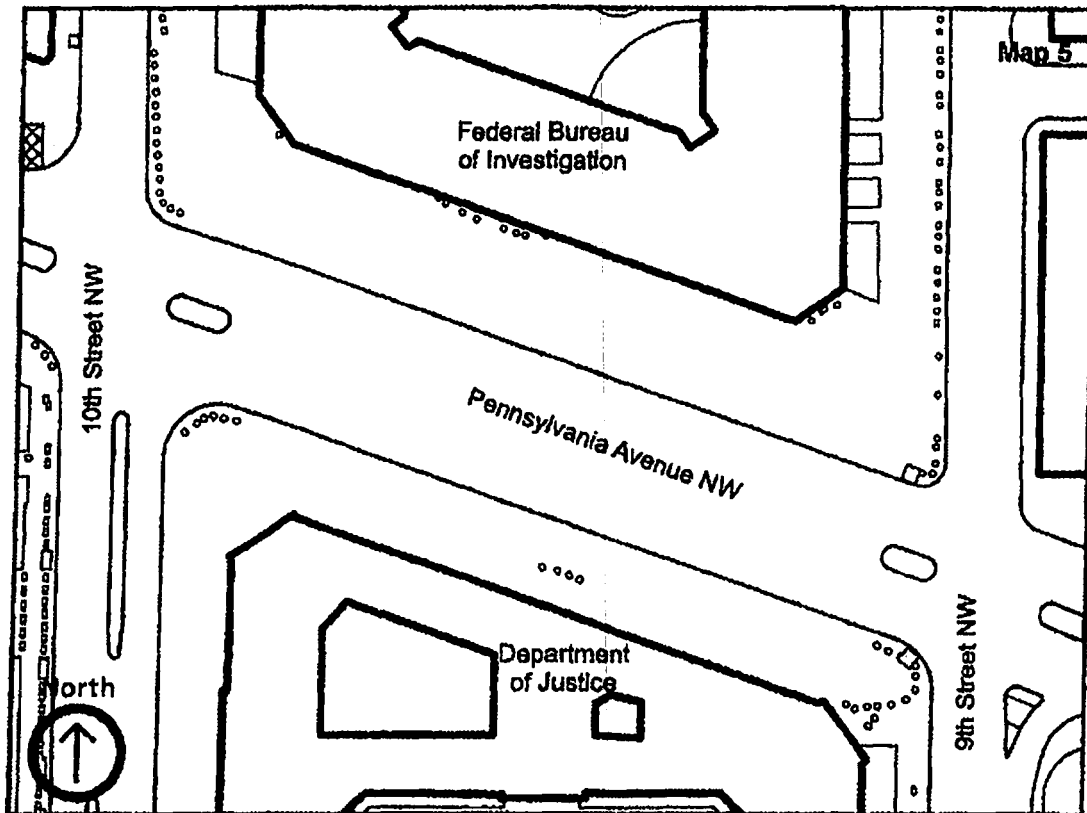 Map 5
Federal Bureau
of Investigation
10th Street NW
Pennsylvania Avenue NW
Department
of Justice
9th Street NW
North